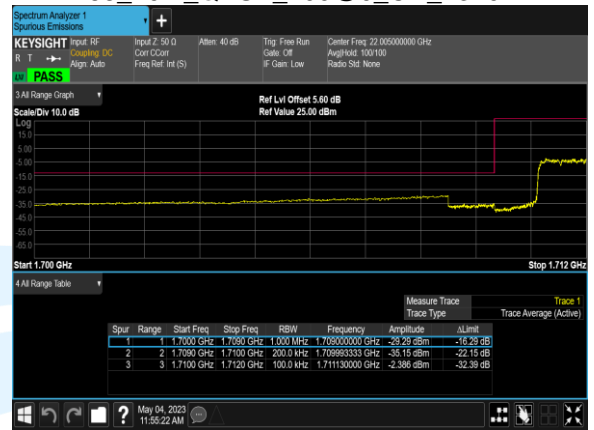 Spectrum Analyzer 1
Spurious Emissions
+
KEYSIGHT Input: RF Input Z: 50 Ω Atten: 40 dB Trig: Free Run Center Freq: 22.005000000 GHz
R T Coupling: DC Corr CCorr Gate: Off Avg|Hold: 100/100
Align: Auto Freq Ref: Int (S) IF Gain: Low Radio Std: None
LV PASS
3 All Range Graph
Ref Lvl Offset 5.60 dB
Scale/Div 10.0 dB Ref Value 25.00 dBm
Log
15.0
5.00
-5.00
-15.0
-25.0
-35.0
-45.0
-55.0
-65.0
Start 1.700 GHz Stop 1.712 GHz
4 All Range Table
Measure Trace Trace 1
Trace Type Trace Average (Active)
Spur Range Start Freq Stop Freq RBW Frequency Amplitude ΔLimit
1 1 1.7000 GHz 1.7090 GHz 1.000 MHz 1.709000000 GHz -29.29 dBm -16.29 dB
2 2 1.7090 GHz 1.7100 GHz 200.0 kHz 1.709993333 GHz -35.15 dBm -22.15 dB
3 3 1.7100 GHz 1.7120 GHz 100.0 kHz 1.711130000 GHz -2.386 dBm -32.39 dB
? May 04, 2023
11:55:22 AM